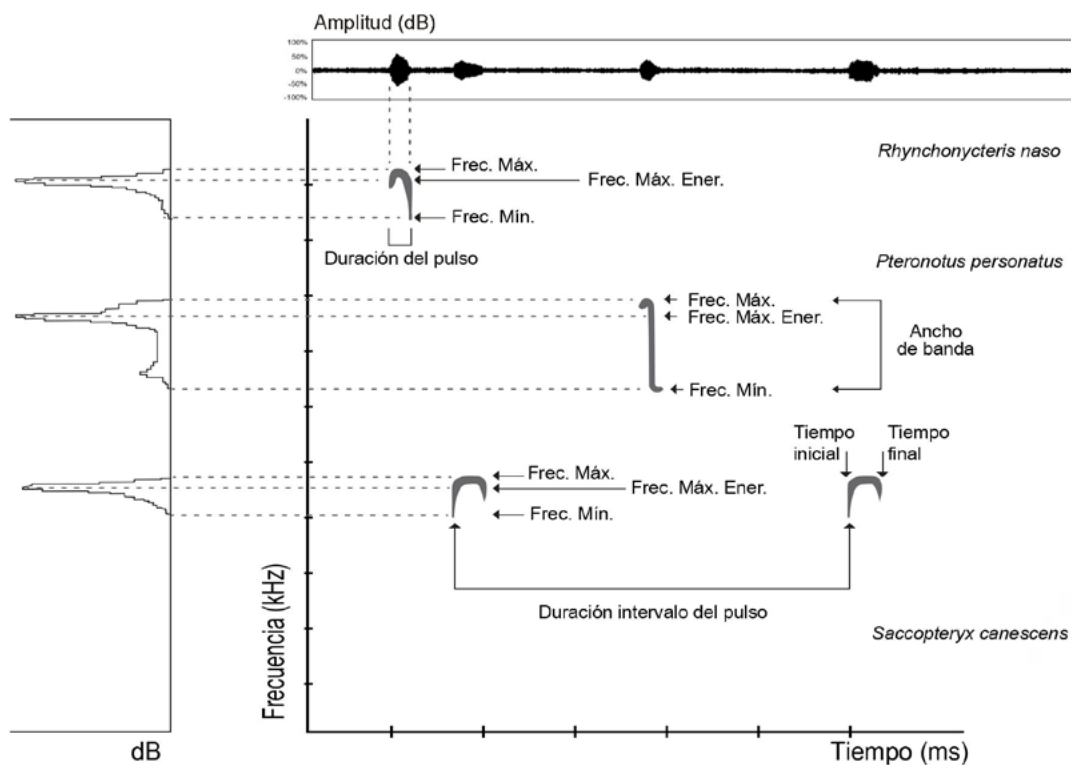 Amplitud (dB)
100%
50%
0%
-50%
-100%
Rhynchonycteris naso
Frec. Máx.
Frec. Máx. Ener.
Frec. Mín.
Duración del pulso
Pteronotus personatus
Frec. Máx.
Frec. Máx. Ener.
Ancho
de banda
Frec. Mín.
Tiempo
inicial
Tiempo
final
Frec. Máx.
Frec. Máx. Ener.
Frec. Mín.
Duración intervalo del pulso
Saccopteryx canescens
Frecuencia (kHz)
dB
Tiempo (ms)